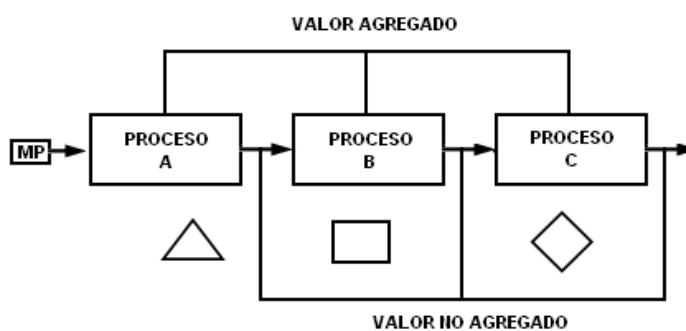 VALOR AGREGADO
MP
PROCESO
A
PROCESO
B
PROCESO
C
VALOR NO AGREGADO